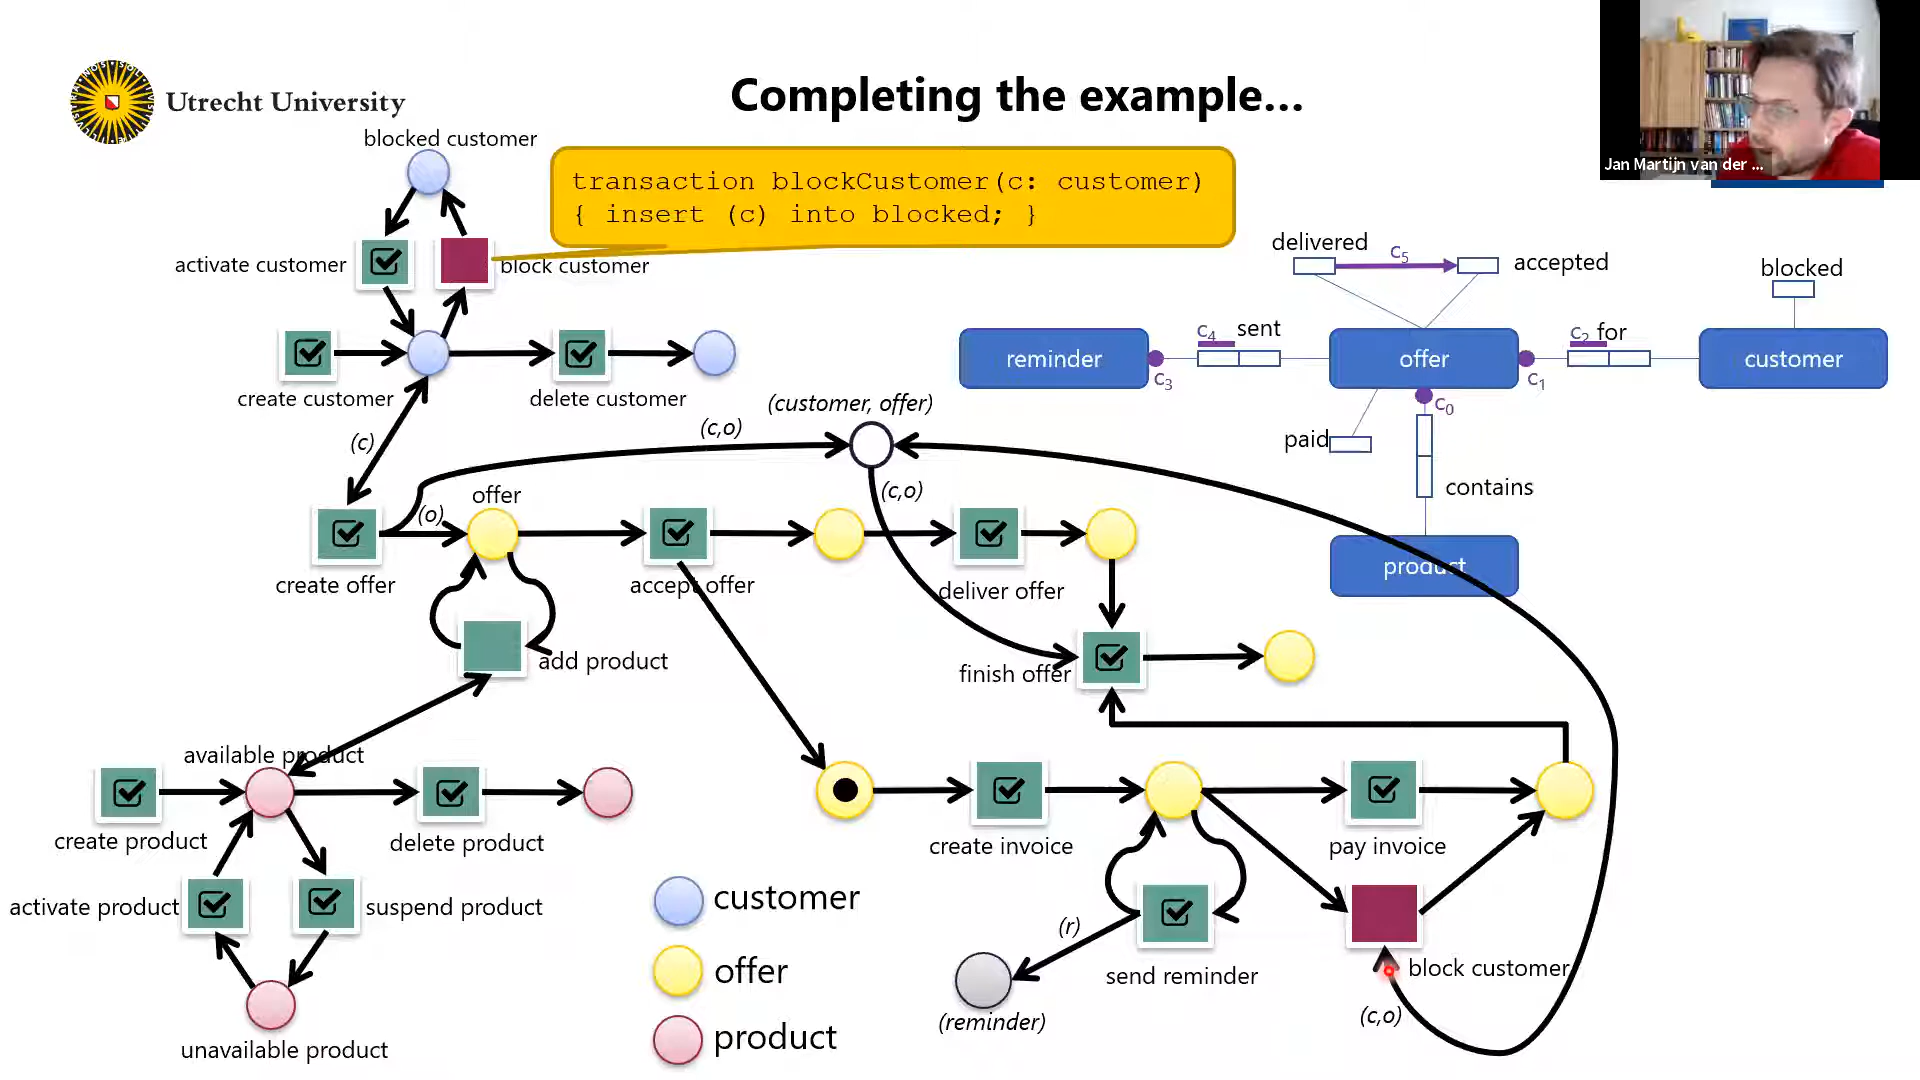 Utrecht University
Completing the example...
Jan Martijn van der ...
blocked customer
transaction blockCustomer(c: customer)
{ insert (c) into blocked; }
activate customer
block customer
create customer
delete customer
delivered
c5
accepted
blocked
reminder
c3
c4
sent
offer
c1
c2
for
customer
c0
paid
contains
product
(customer, offer)
(c)
(c,o)
(c,o)
offer
(o)
create offer
accept offer
deliver offer
add product
finish offer
available product
create product
delete product
activate product
suspend product
unavailable product
create invoice
pay invoice
(r)
send reminder
block customer
(c,o)
(reminder)
customer
offer
product